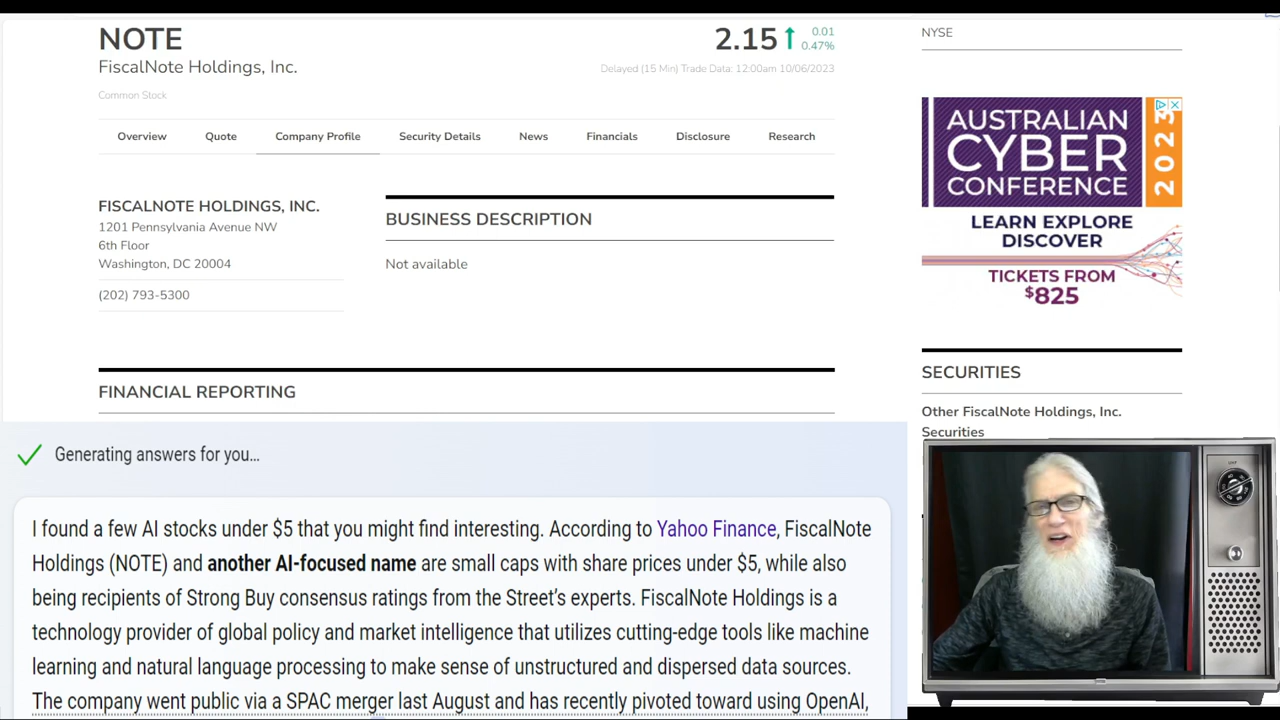 NOTE
2.15
0.01
0.47%
FiscalNote Holdings, Inc.
Delayed (15 Min) Trade Data: 12:00am 10/06/2023
Common Stock
Overview Quote Company Profile Security Details News Financials Disclosure Research
FISCALNOTE HOLDINGS, INC.
1201 Pennsylvania Avenue NW
6th Floor
Washington, DC 20004
(202) 793-5300
BUSINESS DESCRIPTION
Not available
FINANCIAL REPORTING
NYSE
AUSTRALIAN
CYBER
CONFERENCE
2023
LEARN EXPLORE
DISCOVER
TICKETS FROM
$825
SECURITIES
Other FiscalNote Holdings, Inc.
Securities
Generating answers for you...
I found a few AI stocks under $5 that you might find interesting. According to Yahoo Finance, FiscalNote
Holdings (NOTE) and another AI-focused name are small caps with share prices under $5, while also
being recipients of Strong Buy consensus ratings from the Street's experts. FiscalNote Holdings is a
technology provider of global policy and market intelligence that utilizes cutting-edge tools like machine
learning and natural language processing to make sense of unstructured and dispersed data sources.
The company went public via a SPAC merger last August and has recently pivoted toward using OpenAI,